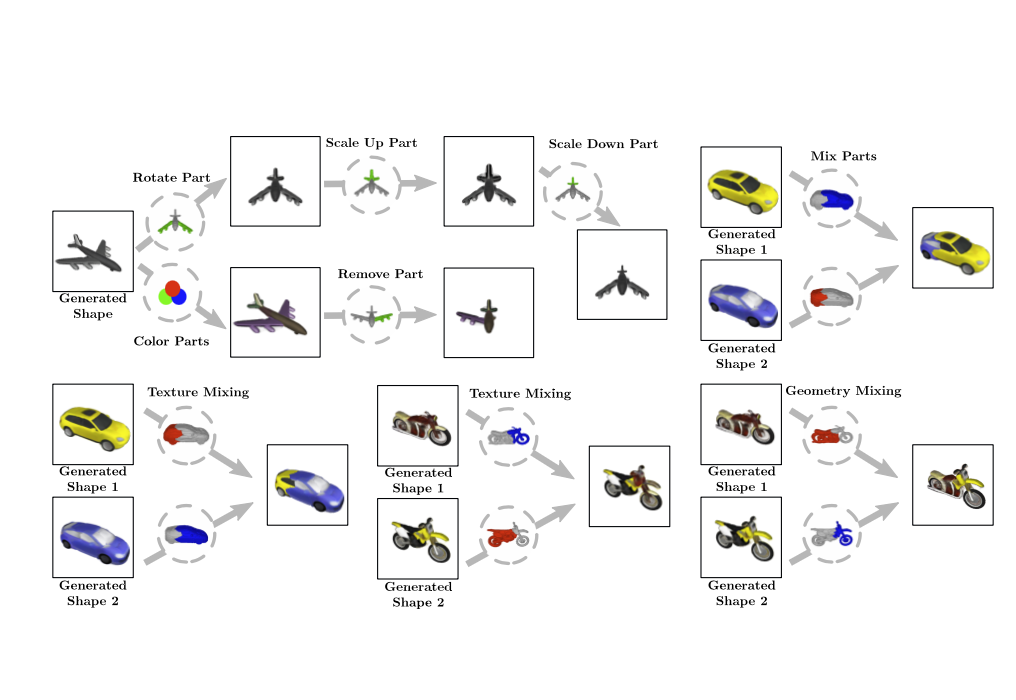 Rotate Part
Scale Up Part
Scale Down Part
Mix Parts
Generated
Shape
Color Parts
Remove Part
Generated
Shape 1
Generated
Shape 2
Texture Mixing
Generated
Shape 1
Generated
Shape 2
Texture Mixing
Generated
Shape 1
Generated
Shape 2
Geometry Mixing
Generated
Shape 1
Generated
Shape 2